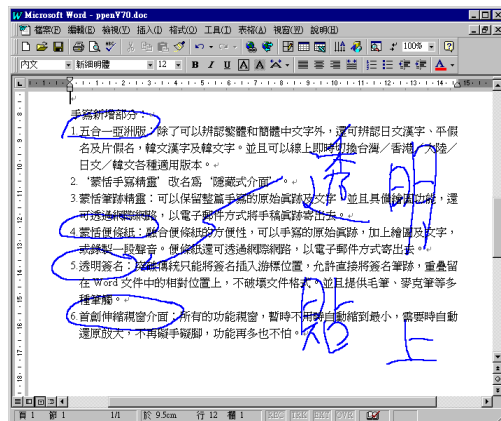 Microsoft Word - ppenV70.doc
檔案(F) 編輯(E) 檢視(V) 插入(I) 格式(O) 工具(T) 表格(A) 視窗(W) 說明(H)
100%
內文 新細明體 12 B I U A A A
手寫新增部分：
1.五合一亞洲版：除了可以辨認繁體和簡體中文字外，還可辨認日文漢字、平假
名及片假名，韓文漢字及韓文字。並且可以線上即時切換台灣／香港／大陸／
日文／韓文各種適用版本。
2.‘蒙恬手寫精靈’改名為‘隱藏式介面’。
3.蒙恬筆跡精靈：可以保留整篇手寫的原始真跡及文字，並且具備繪圖功能，還
可透過網際網路，以電子郵件方式將手稿真跡寄出去。
4.蒙恬便條紙：融合便條紙的方便性，可以手寫的原始真跡，加上繪圖及文字，
或錄製一段聲音。便條紙還可透過網際網路，以電子郵件方式寄出去。
5.透明簽名：突破傳統只能將簽名插入游標位置，允許直接將簽名筆跡，重疊留
在 Word 文件中的相對位置上，不破壞文件格式。並且提供毛筆、麥克筆等多
種筆觸。
6.首創伸縮視窗介面：所有的功能視窗，暫時不用時自動縮到最小，需要時自動
還原放大，不再礙手礙腳，功能再多也不怕。
透明
貼上
頁 1 節 1 1/1 於 9.5cm 行 12 欄 1 REC TRK EXT OVR